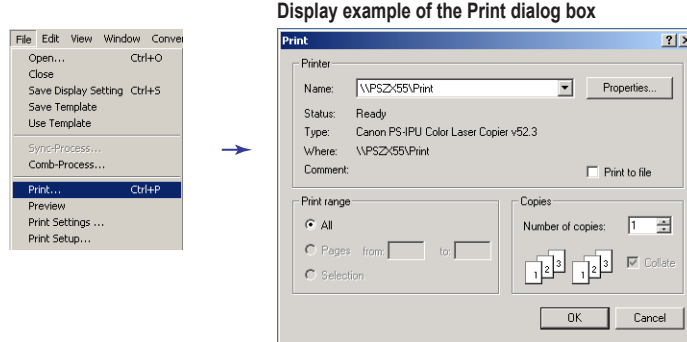 Display example of the Print dialog box
File Edit View Window Conver
Open... Ctrl+O
Close
Save Display Setting Ctrl+S
Save Template
Use Template
Sync-Process...
Comb-Process...
Print... Ctrl+P
Preview
Print Settings ...
Print Setup...
Print
Printer
Name: \\PSZX55\Print Properties...
Status: Ready
Type: Canon PS-IPU Color Laser Copier v52.3
Where: \\PSZX55\Print
Comment: Print to file
Print range
All
Pages from: to:
Selection
Copies
Number of copies: 1
1 2 3 1 2 3 Collate
OK Cancel